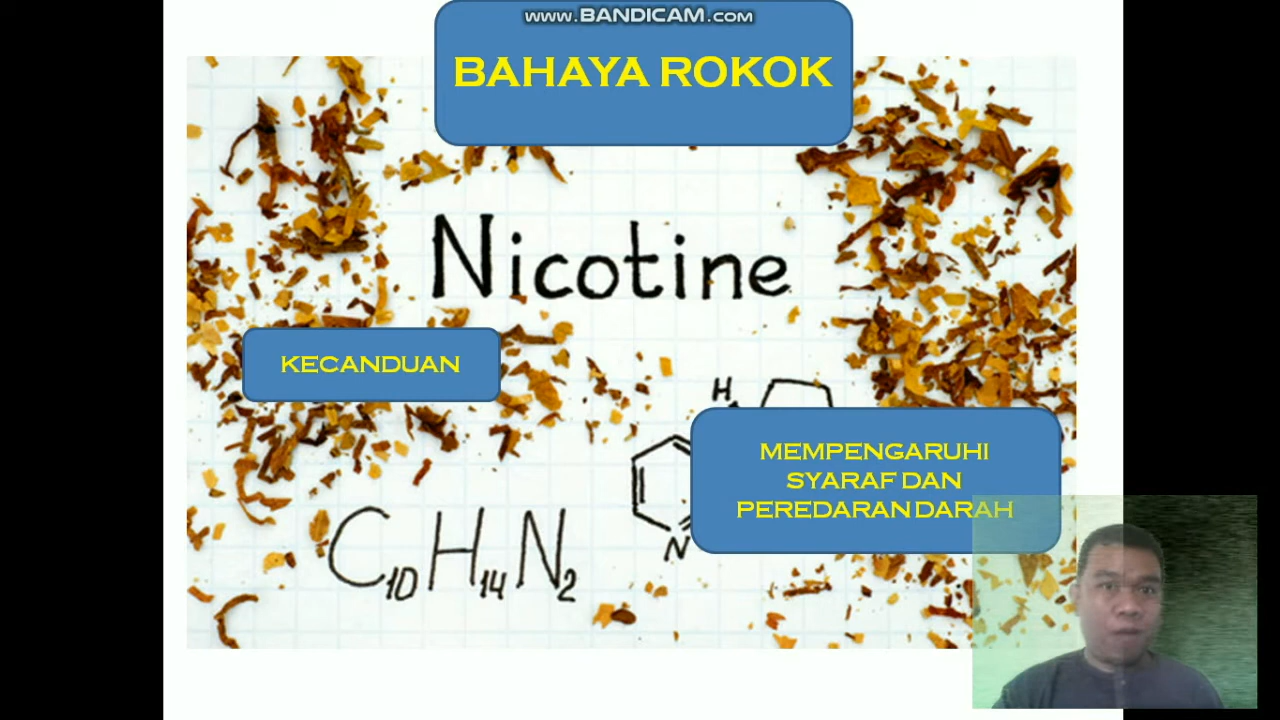 www.BANDICAM.com
BAHAYA ROKOK
Nicotine
KECANDUAN
H
MEMPENGARUHI
SYARAF DAN
PEREDARAN DARAH
N
C10H14N2